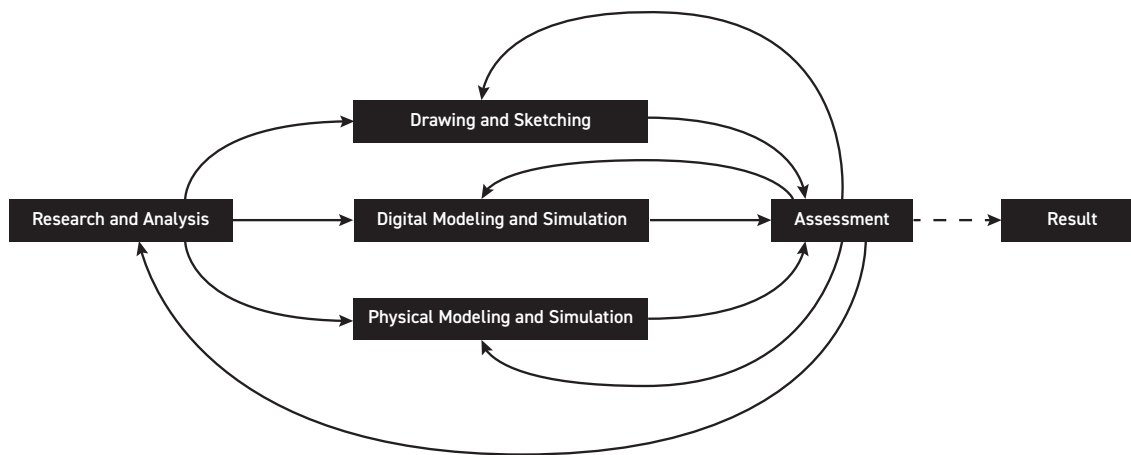 Drawing and Sketching
Research and Analysis
Digital Modeling and Simulation
Assessment
Result
Physical Modeling and Simulation